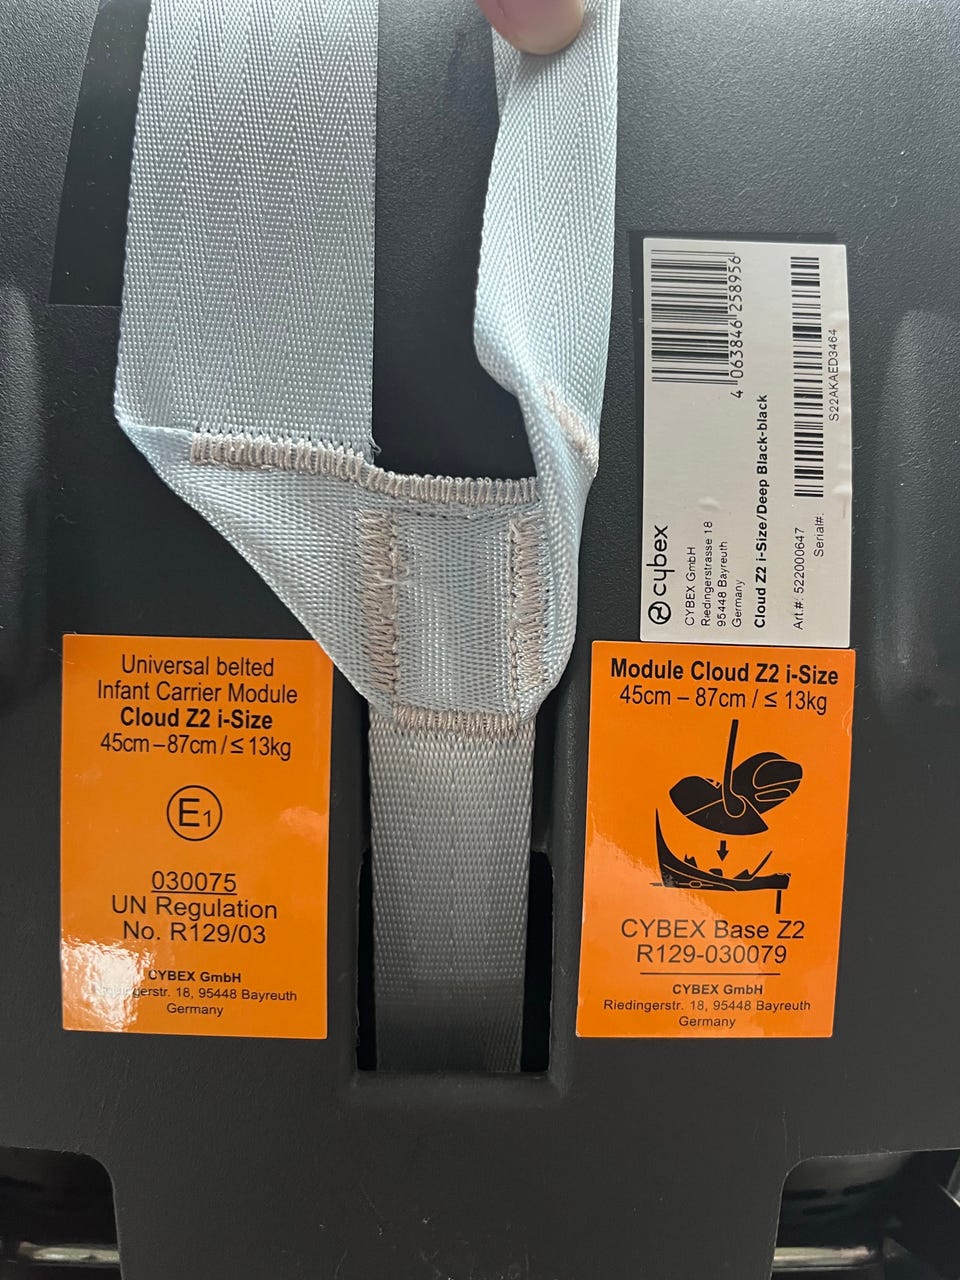 4 063846 258956
cybex
CYBEX GmbH
Riedingerstrasse 18
95448 Bayreuth
Germany
Cloud Z2 i-Size/Deep Black-black
Art.#: 522000647
Serial#:
S22AKAED3464
Universal belted
Infant Carrier Module
Cloud Z2 i-Size
45cm – 87cm / ≤ 13kg
E1
030075
UN Regulation
No. R129/03
CYBEX GmbH
18, 95448 Bayreuth
Germany
Module Cloud Z2 i-Size
45cm – 87cm / ≤ 13kg
CYBEX Base Z2
R129-030079
CYBEX GmbH
Riedingerstr. 18, 95448 Bayreuth
Germany